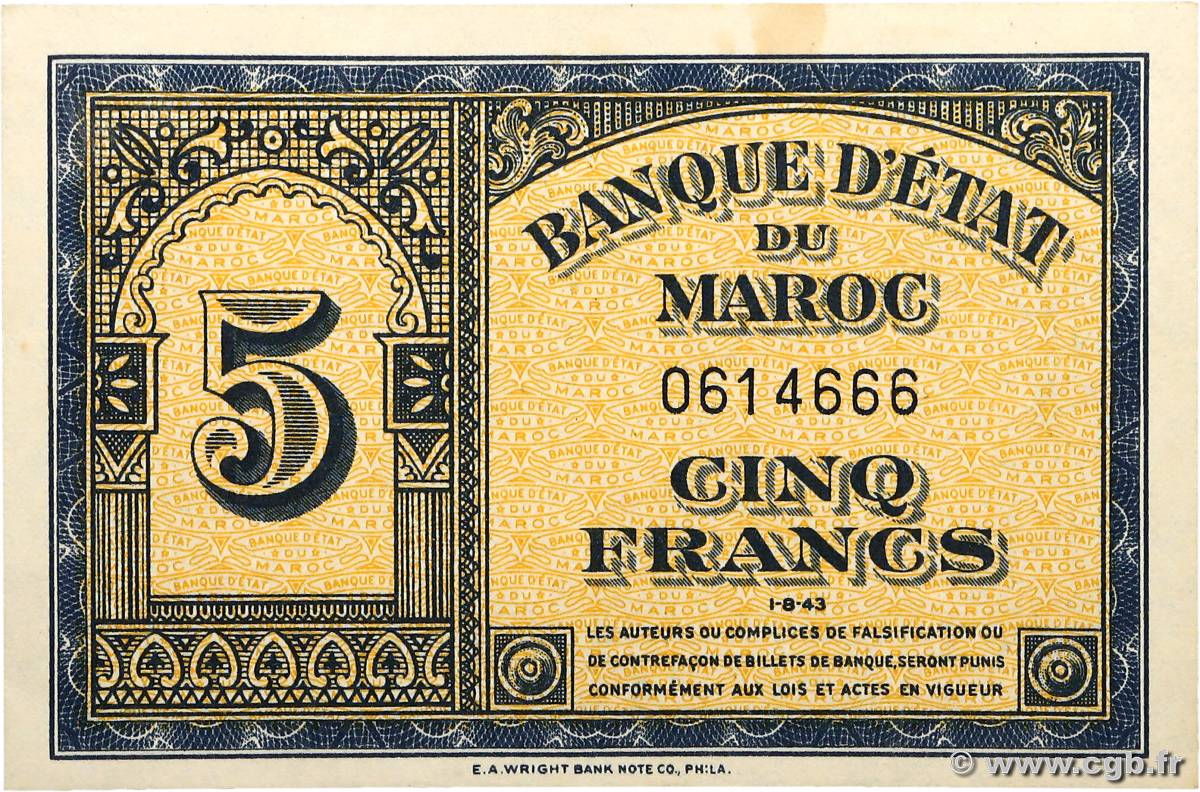 BANQUE D'ÉTAT
DU
MAROC
0614666
5
CINQ
FRANCS
1-8-43
LES AUTEURS OU COMPLICES DE FALSIFICATION OU
DE CONTREFAÇON DE BILLETS DE BANQUE, SERONT PUNIS
CONFORMÉMENT AUX LOIS ET ACTES EN VIGUEUR
E.A.WRIGHT BANK NOTE CO., PHILA.
© www.cgb.fr